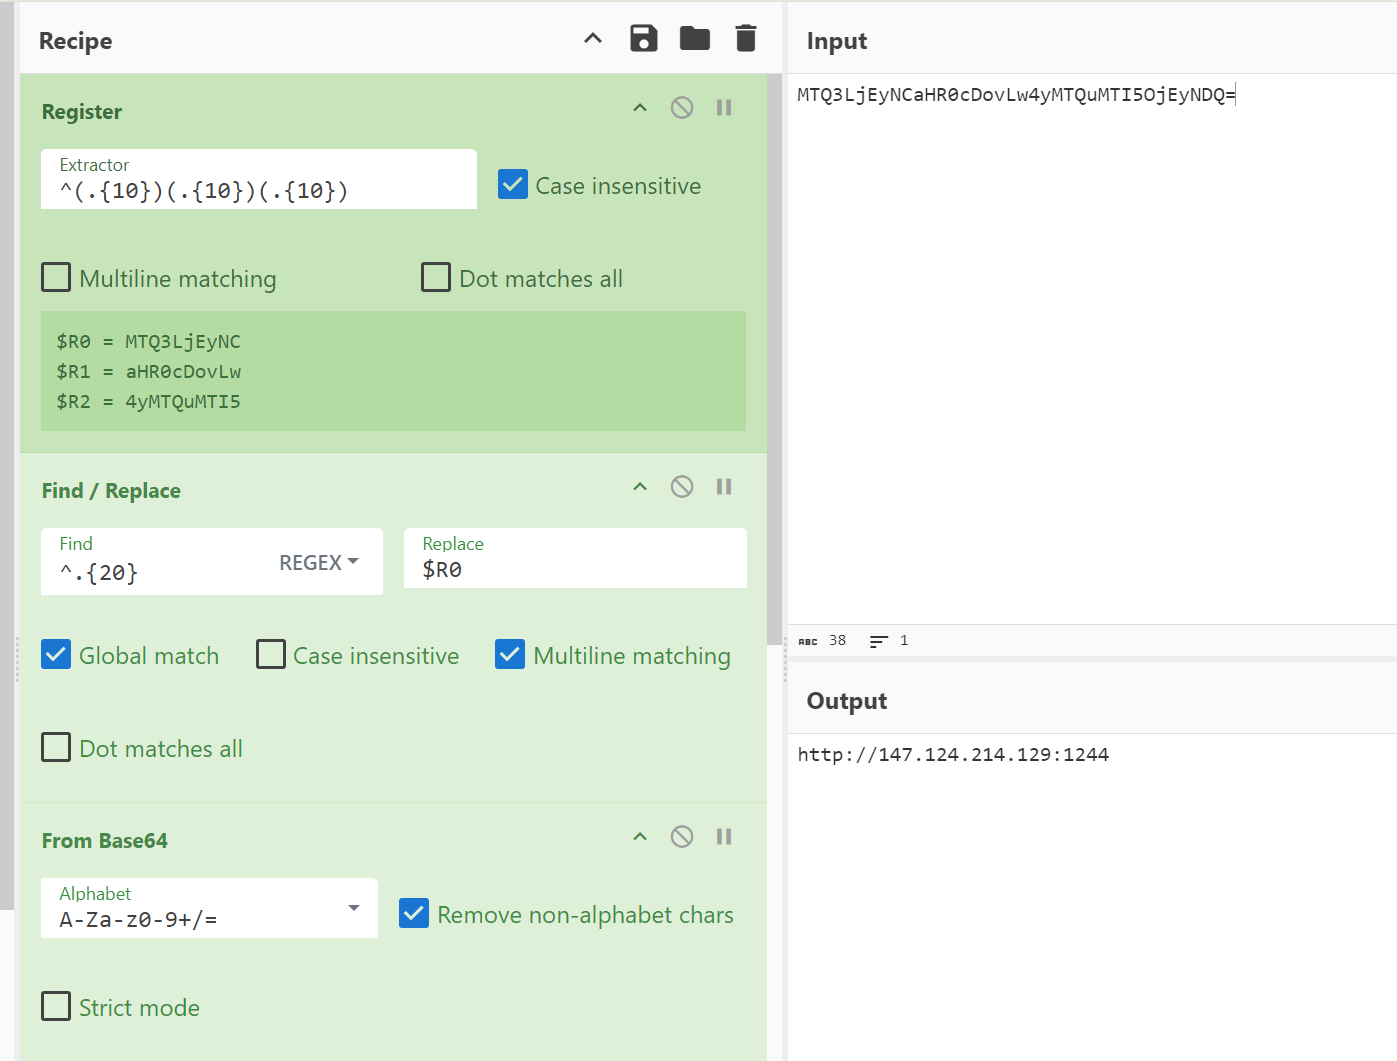 Recipe
Register
Extractor
^(.{10})(.{10})(.{10})
Case insensitive
Multiline matching
Dot matches all
$R0 = MTQ3LjEyNC
$R1 = aHR0cDovLw
$R2 = 4yMTQuMTI5
Find / Replace
Find
^.{20}
REGEX
Replace
$R0
Global match
Case insensitive
Multiline matching
Dot matches all
From Base64
Alphabet
A-Za-z0-9+/=
Remove non-alphabet chars
Strict mode
Input
MTQ3LjEyNCaHR0cDovLw4yMTQuMTI5OjEyNDQ=
ABC 38 1
Output
http://147.124.214.129:1244